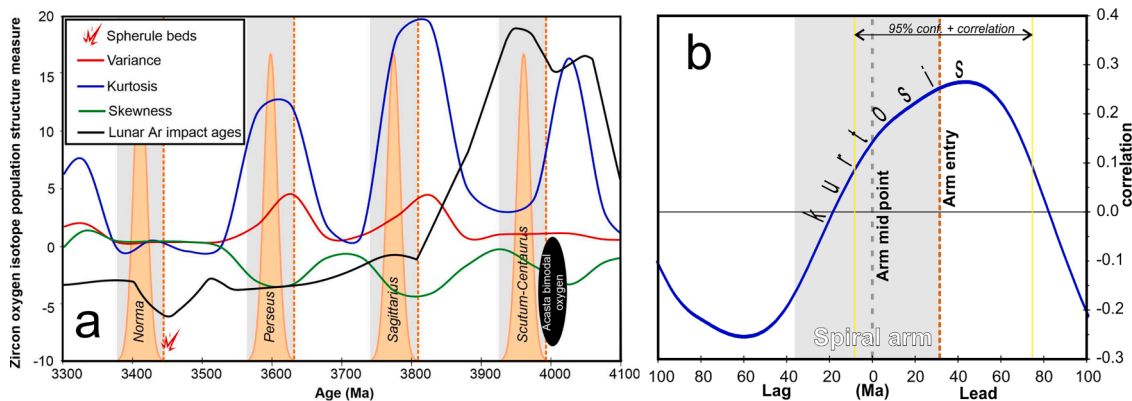 Zircon oxygen isotope population structure measure
20
15
10
5
0
-5
-10
Spherule beds
Variance
Kurtosis
Skewness
Lunar Ar impact ages
a
Norma
Perseus
Sagittarius
Scutum-Centaurus
Acasta bimodal
oxygen
3300
3400
3500
3600
3700
3800
3900
4000
4100
Age (Ma)
b
95% conf. + correlation
kurtosis
Arm mid point
Arm entry
Spiral arm
0.4
0.3
0.2
0.1
0.0
-0.1
-0.2
-0.3
correlation
100
80
60
40
20
0
20
40
60
80
100
Lag
(Ma)
Lead